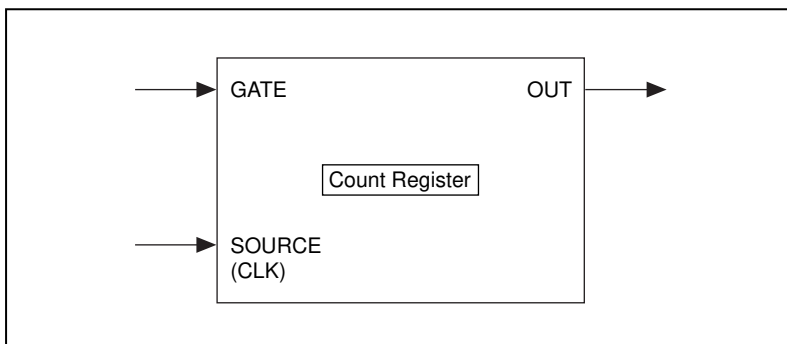 GATE
OUT
Count Register
SOURCE
(CLK)